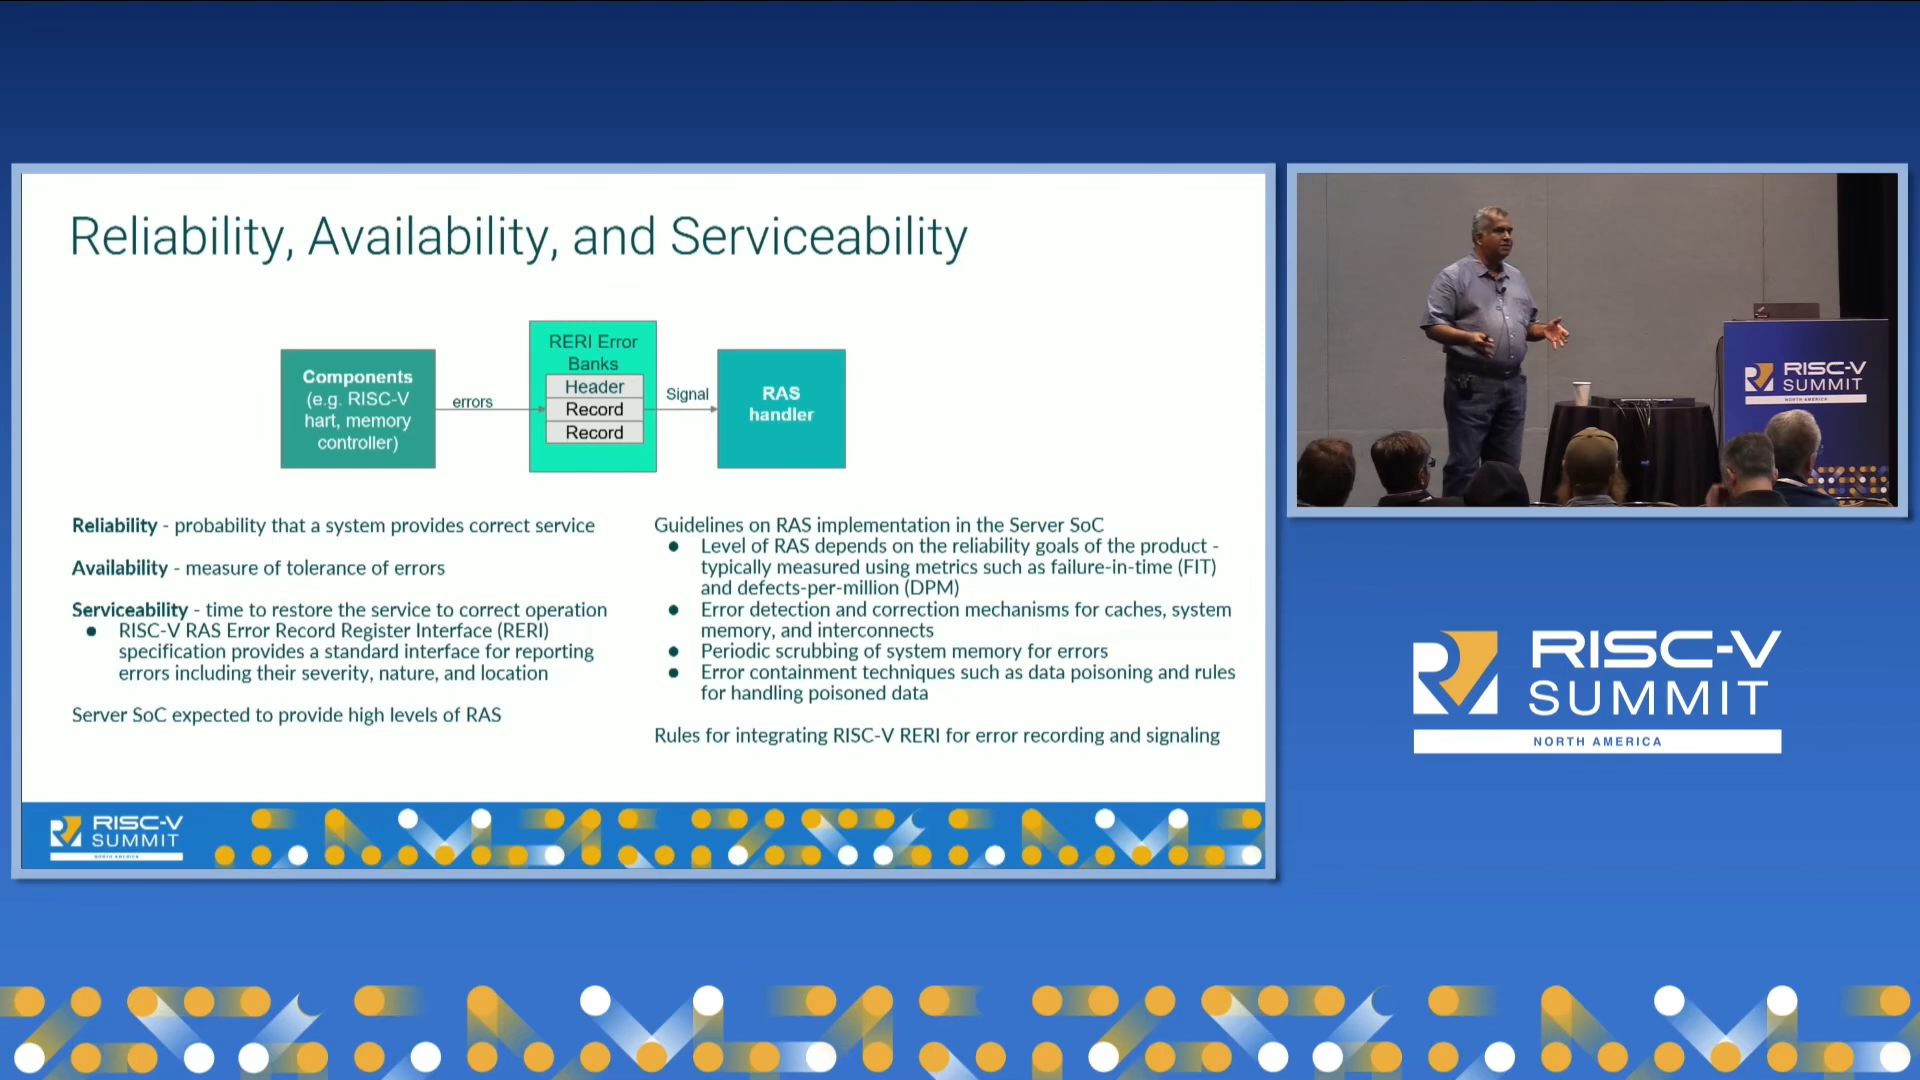 Reliability, Availability, and Serviceability
Components
(e.g. RISC-V
hart, memory
controller)
errors
RERI Error
Banks
Header
Record
Record
Signal
RAS
handler
Reliability - probability that a system provides correct service
Availability - measure of tolerance of errors
Serviceability - time to restore the service to correct operation
● RISC-V RAS Error Record Register Interface (RERI)
specification provides a standard interface for reporting
errors including their severity, nature, and location
Server SoC expected to provide high levels of RAS
Guidelines on RAS implementation in the Server SoC
● Level of RAS depends on the reliability goals of the product -
typically measured using metrics such as failure-in-time (FIT)
and defects-per-million (DPM)
● Error detection and correction mechanisms for caches, system
memory, and interconnects
● Periodic scrubbing of system memory for errors
● Error containment techniques such as data poisoning and rules
for handling poisoned data
Rules for integrating RISC-V RERI for error recording and signaling
RISC-V
SUMMIT
NORTH AMERICA
RISC-V
SUMMIT
NORTH AMERICA
RISC-V
SUMMIT
NORTH AMERICA